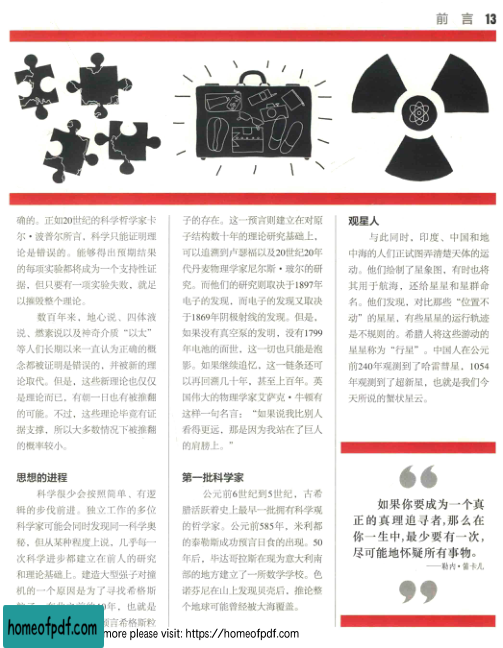 前 言 13
确的。正如20世纪的科学哲学家卡
尔·波普尔所言，科学只能证明理
论是错误的。能够得出预期结果
的每项实验都将成为一个支持性证
据，但只要有一项实验失败，就足
以摧毁整个理论。
数百年来，地心说、四体液
说、燃素说以及神奇介质“以太”
等人们长期以来一直认为正确的概
念都被证明是错误的，并被新的理
论取代。但是，这些新理论也仅仅
是理论而已，有朝一日也有被推翻
的可能。不过，这些理论毕竟有证
据支撑，所以大多数情况下被推翻
的概率较小。
思想的进程
科学很少会按照简单、有逻
辑的步伐前进。独立工作的多位
科学家可能会同时发现同一科学奥
秘，但从某种程度上说，几乎每一
次科学进步都建立在前人的研究
和理论基础上。建造大型强子对撞
机的一个原因是为了寻找希格斯
年，也就是
预言希格斯粒
子的存在。这一预言则建立在对原
子结构数十年的理论研究基础上，
可以追溯到卢瑟福以及20世纪20年
代丹麦物理学家尼尔斯·玻尔的研
究。而他们的研究则取决于1897年
电子的发现，而电子的发现又取决
于1869年阴极射线的发现。但是，
如果没有真空泵的发明，没有1799
年电池的面世，这一切也只能是泡
影。如果继续追忆，这一链条还可
以再回溯几十年，甚至上百年。英
国伟大的物理学家艾萨克·牛顿有
这样一句名言：“如果说我比别人
看得更远，那是因为我站在了巨人
的肩膀上。”
第一批科学家
公元前6世纪到5世纪，古希
腊活跃着史上最早一批拥有科学观
的哲学家。公元前585年，米利都
的泰勒斯成功预言日食的出现。50
年后，毕达哥拉斯在现为意大利南
部的地方建立了一所数学学校。色
诺芬尼在山上发现贝壳后，推论整
个地球可能曾经被大海覆盖。
观星人
与此同时，印度、中国和地
中海的人们正试图弄清楚天体的运
动。他们绘制了星象图，有时也将
其用于航海，还给星星和星群命
名。他们发现，对比那些“位置不
动”的星星，有些星星的运行轨迹
是不规则的。希腊人将这些游动的
星星称为“行星”。中国人在公元
前240年观测到了哈雷彗星，1054
年观测到了超新星，也就是我们今
天所说的蟹状星云。
如果你要成为一个真
正的真理追寻者，那么在
你一生中，最少要有一次，
尽可能地怀疑所有事物。
——勒内·笛卡儿
homeofpdf.com
more please visit: https://homeofpdf.com